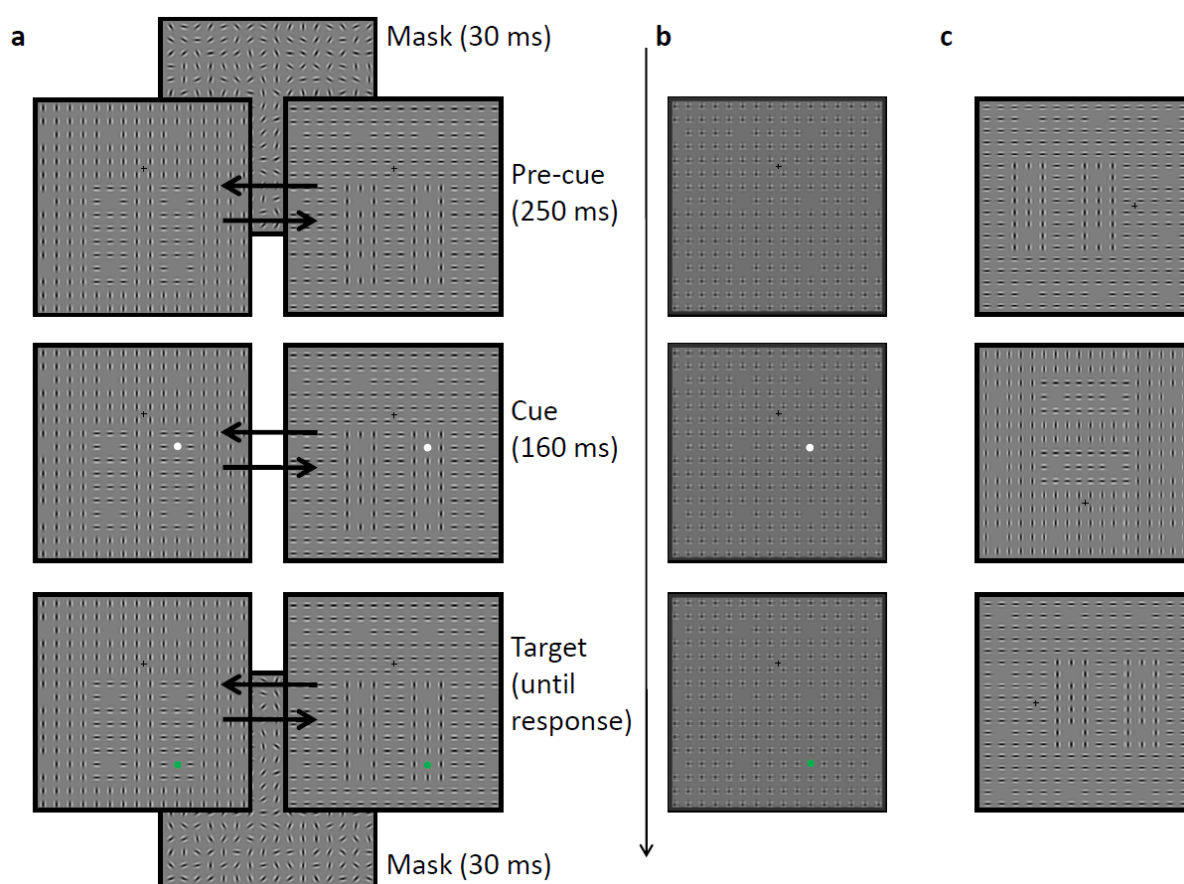 a
Mask (30 ms)
b
c
Pre-cue
(250 ms)
Cue
(160 ms)
Target
(until
response)
Mask (30 ms)